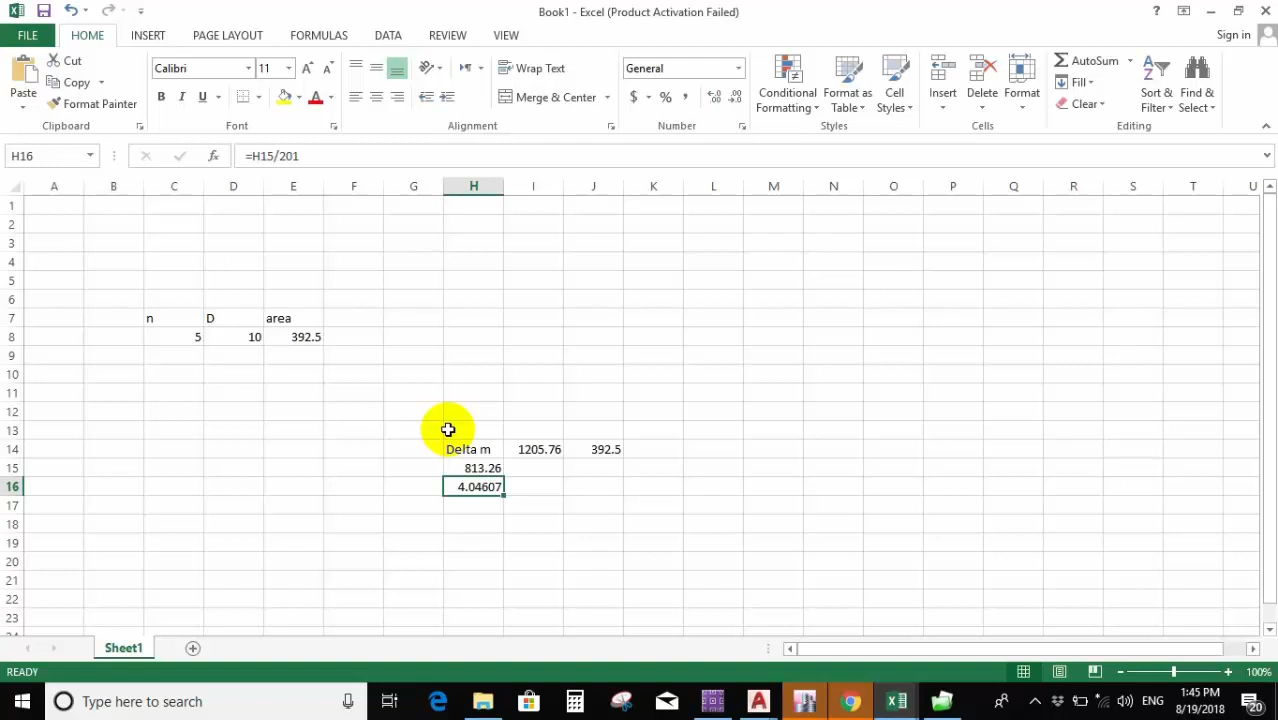 Book1 - Excel (Product Activation Failed)
?
FILE
HOME
INSERT
PAGE LAYOUT
FORMULAS
DATA
REVIEW
VIEW
Sign in
Paste
Cut
Copy
Format Painter
Clipboard
Calibri
11
B I U
Font
Wrap Text
Merge & Center
Alignment
General
$ % ,
Number
Conditional
Formatting
Format as
Table
Cell
Styles
Styles
Insert
Delete
Format
Cells
AutoSum
Fill
Clear
Sort &
Filter
Find &
Select
Editing
H16
fx
=H15/201
A B C D E F G H I J K L M N O P Q R S T U
1
2
3
4
5
6
7 n D area
8 5 10 392.5
9
10
11
12
13
14 Delta m 1205.76 392.5
15 813.26
16 4.04607
17
18
19
20
21
22
23
24
Sheet1
READY
100%
Type here to search
ENG
1:45 PM
8/19/2018
20